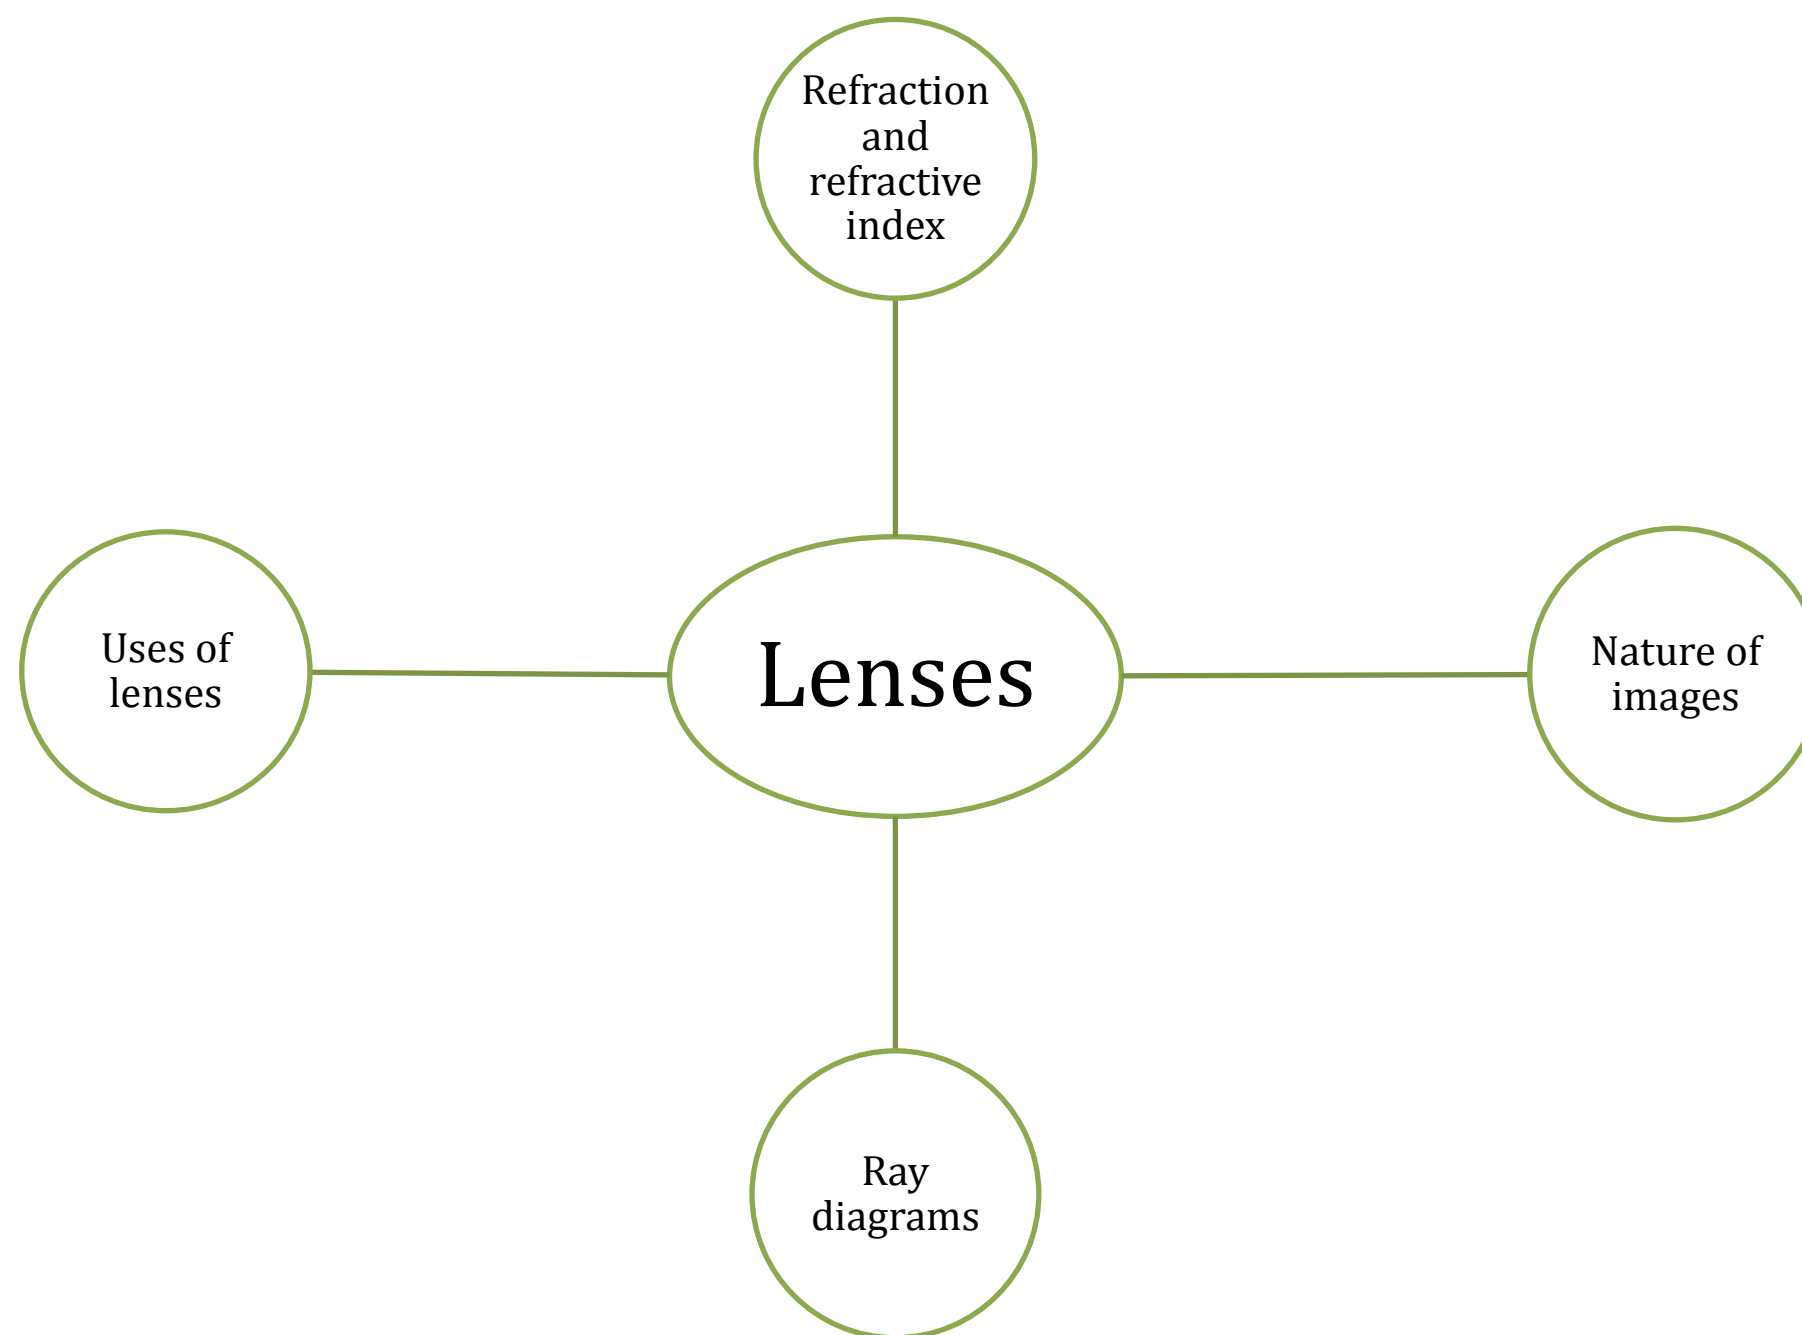 Refraction
and
refractive
index
Uses of
lenses
Lenses
Nature of
images
Ray
diagrams